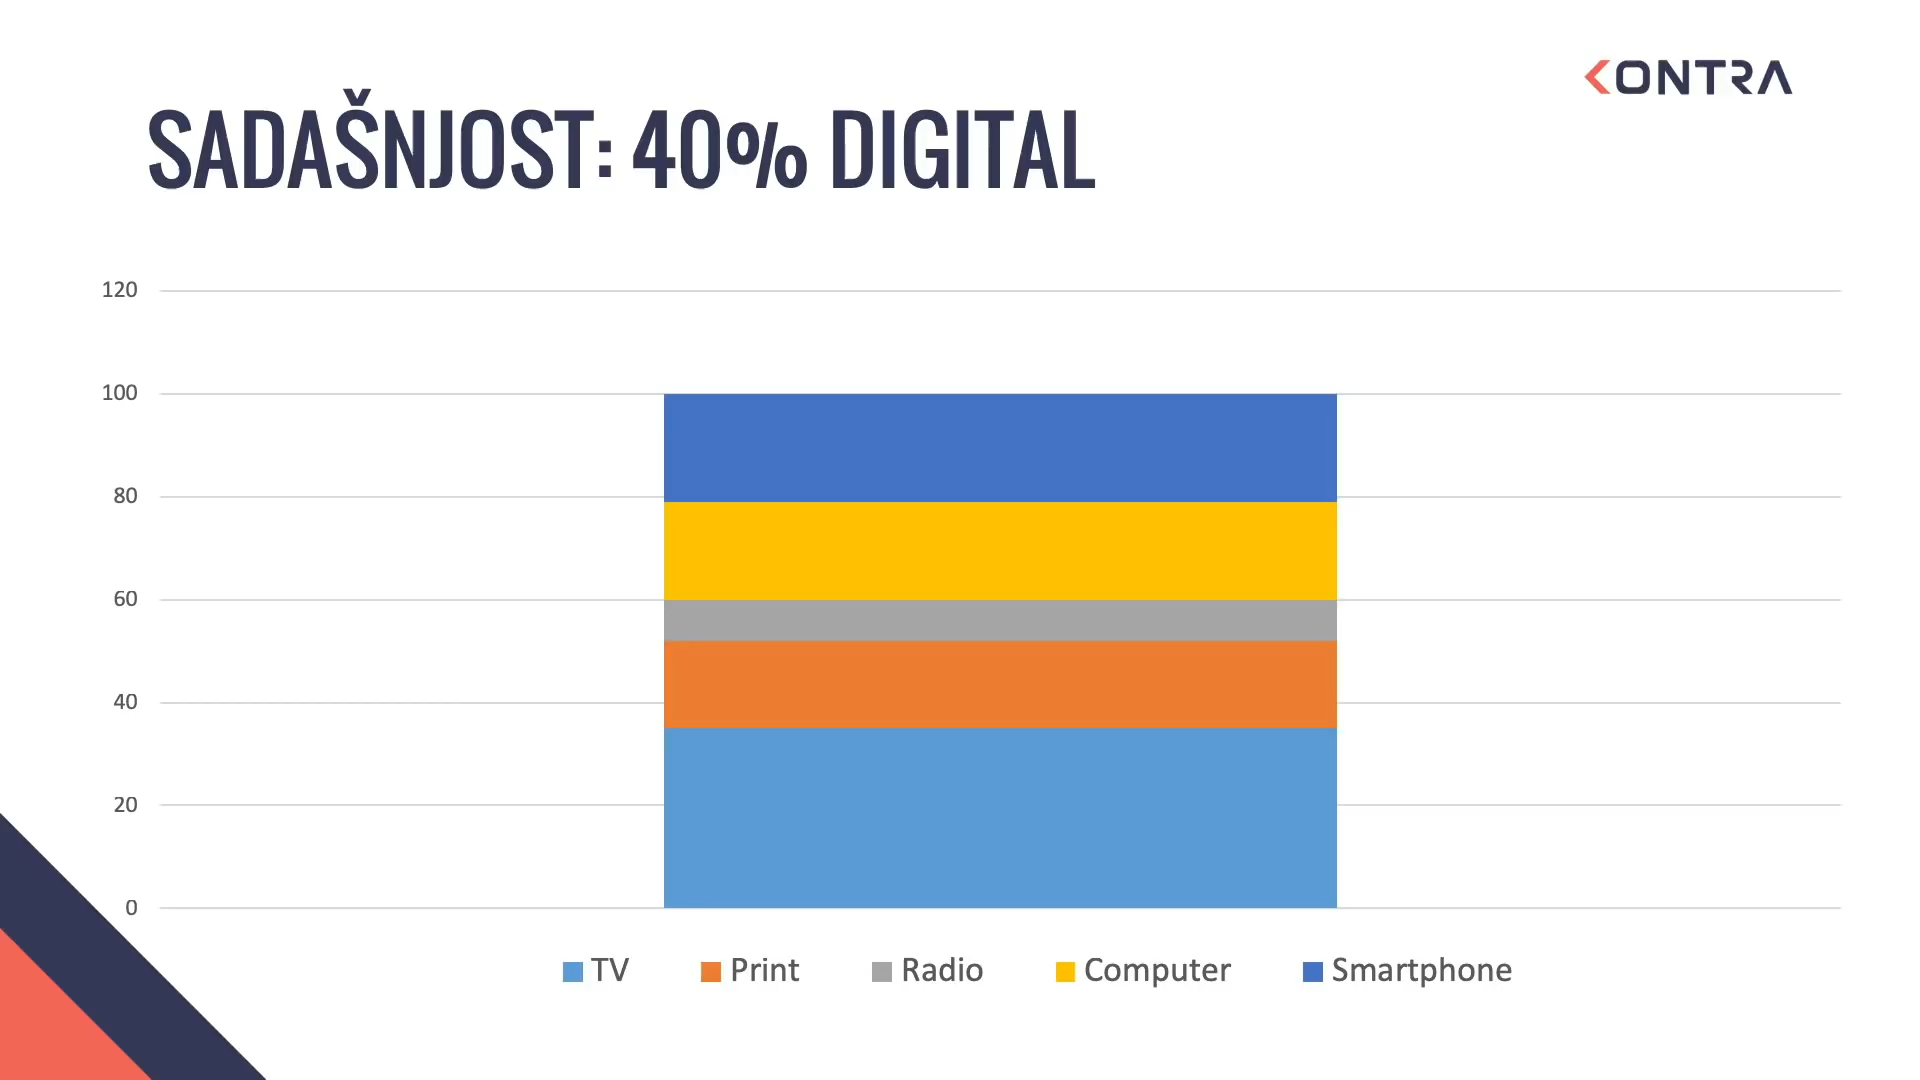 KONTRA
SADAŠNJOST: 40% DIGITAL
120
100
80
60
40
20
0
TV Print Radio Computer Smartphone